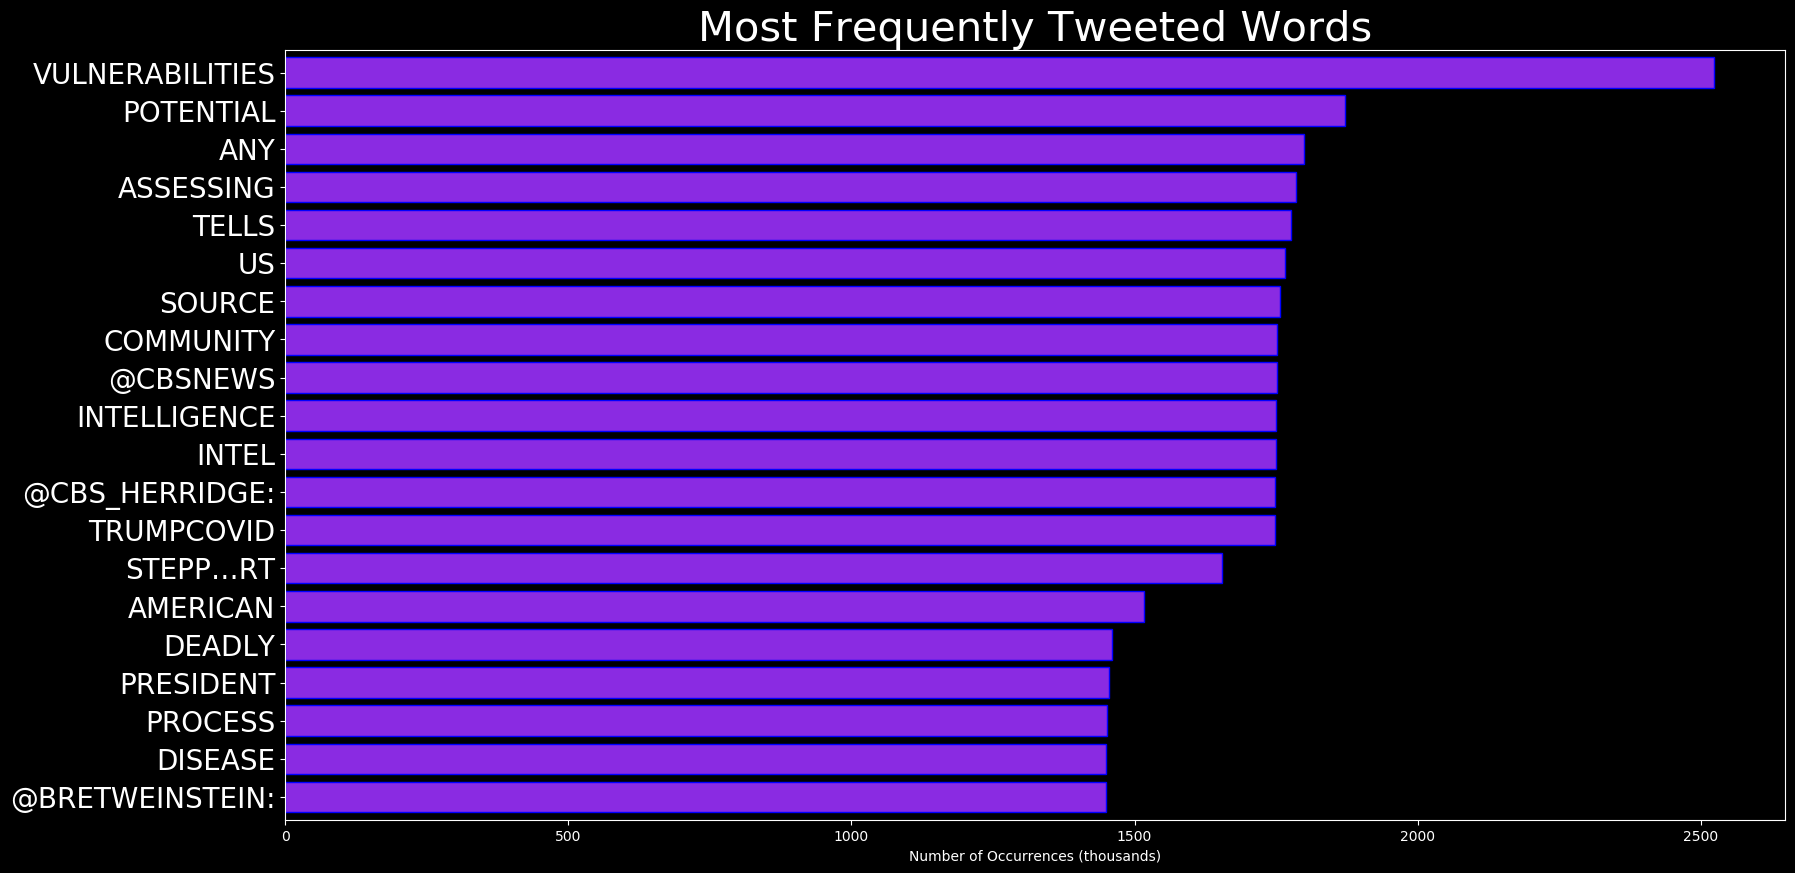 Most Frequently Tweeted Words
VULNERABILITIES
POTENTIAL
ANY
ASSESSING
TELLS
US
SOURCE
COMMUNITY
@CBSNEWS
INTELLIGENCE
INTEL
@CBS_HERRIDGE:
TRUMPCOVID
STEPP…RT
AMERICAN
DEADLY
PRESIDENT
PROCESS
DISEASE
@BRETWEINSTEIN:
0 500 1000 1500 2000 2500
Number of Occurrences (thousands)